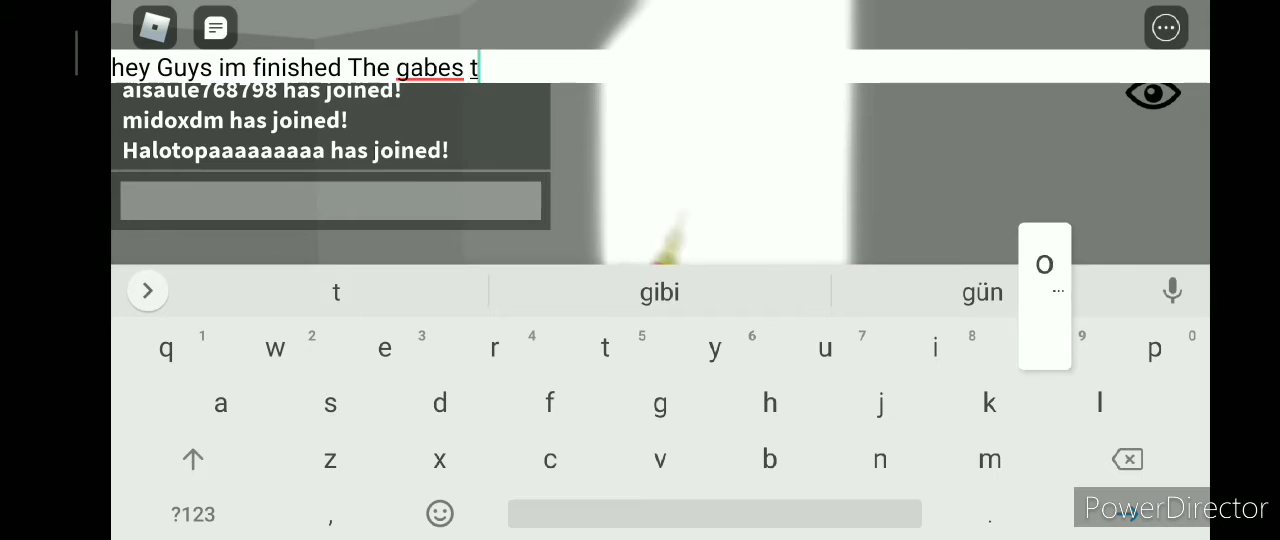 hey Guys im finished The gabes t
aisaule768798 has joined!
midoxdm has joined!
Halotopaaaaaaaaa has joined!
t gibi gün
o
...
1 2 3 4 5 6 7 8 9 0
q w e r t y u i p
a s d f g h j k l
z x c v b n m
?123 , .
PowerDirector